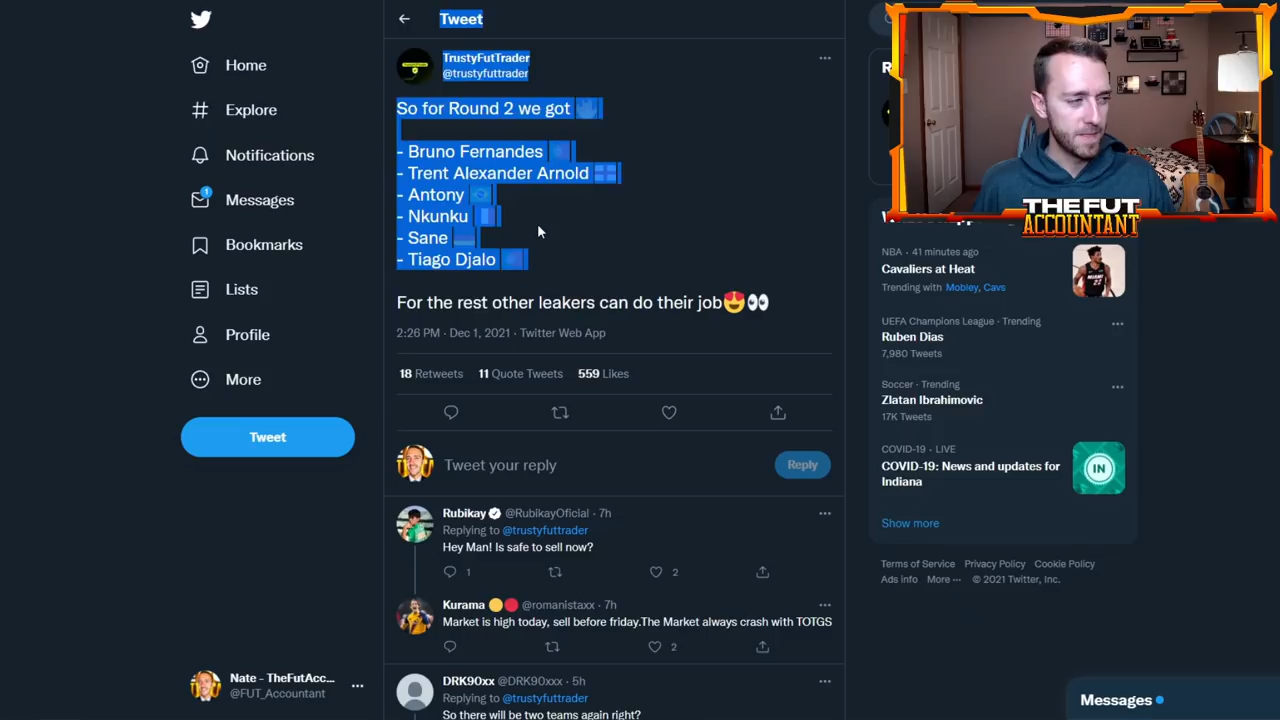 Home
Explore
Notifications
1
Messages
Bookmarks
Lists
Profile
More
Tweet
Nate - TheFutAcc...
@FUT_Accountant
Tweet
TrustyFutTrader
@trustyfuttrader
So for Round 2 we got
- Bruno Fernandes
- Trent Alexander Arnold
- Antony
- Nkunku
- Sane
- Tiago Djalo
For the rest other leakers can do their job😍👀
2:26 PM · Dec 1, 2021 · Twitter Web App
18 Retweets 11 Quote Tweets 559 Likes
Tweet your reply
Reply
Rubikay @RubikayOficial · 7h
Replying to @trustyfuttrader
Hey Man! Is safe to sell now?
1 2
Kurama @romanistaxx · 7h
Market is high today, sell before friday.The Market always crash with TOTGS
2
DRK90xx @DRK90xxx · 5h
Replying to @trustyfuttrader
So there will be two teams again right?
THE FUT
ACCOUNTANT
NBA · 41 minutes ago
Cavaliers at Heat
Trending with Mobley, Cavs
UEFA Champions League · Trending
Ruben Dias
7,980 Tweets
Soccer · Trending
Zlatan Ibrahimovic
17K Tweets
COVID-19 · LIVE
COVID-19: News and updates for
Indiana
IN
Show more
Terms of Service Privacy Policy Cookie Policy
Ads info More ··· © 2021 Twitter, Inc.
Messages